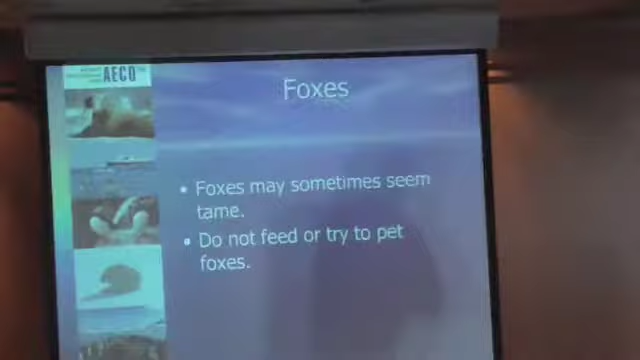 AECO
Foxes
• Foxes may sometimes seem
tame.
• Do not feed or try to pet
foxes.